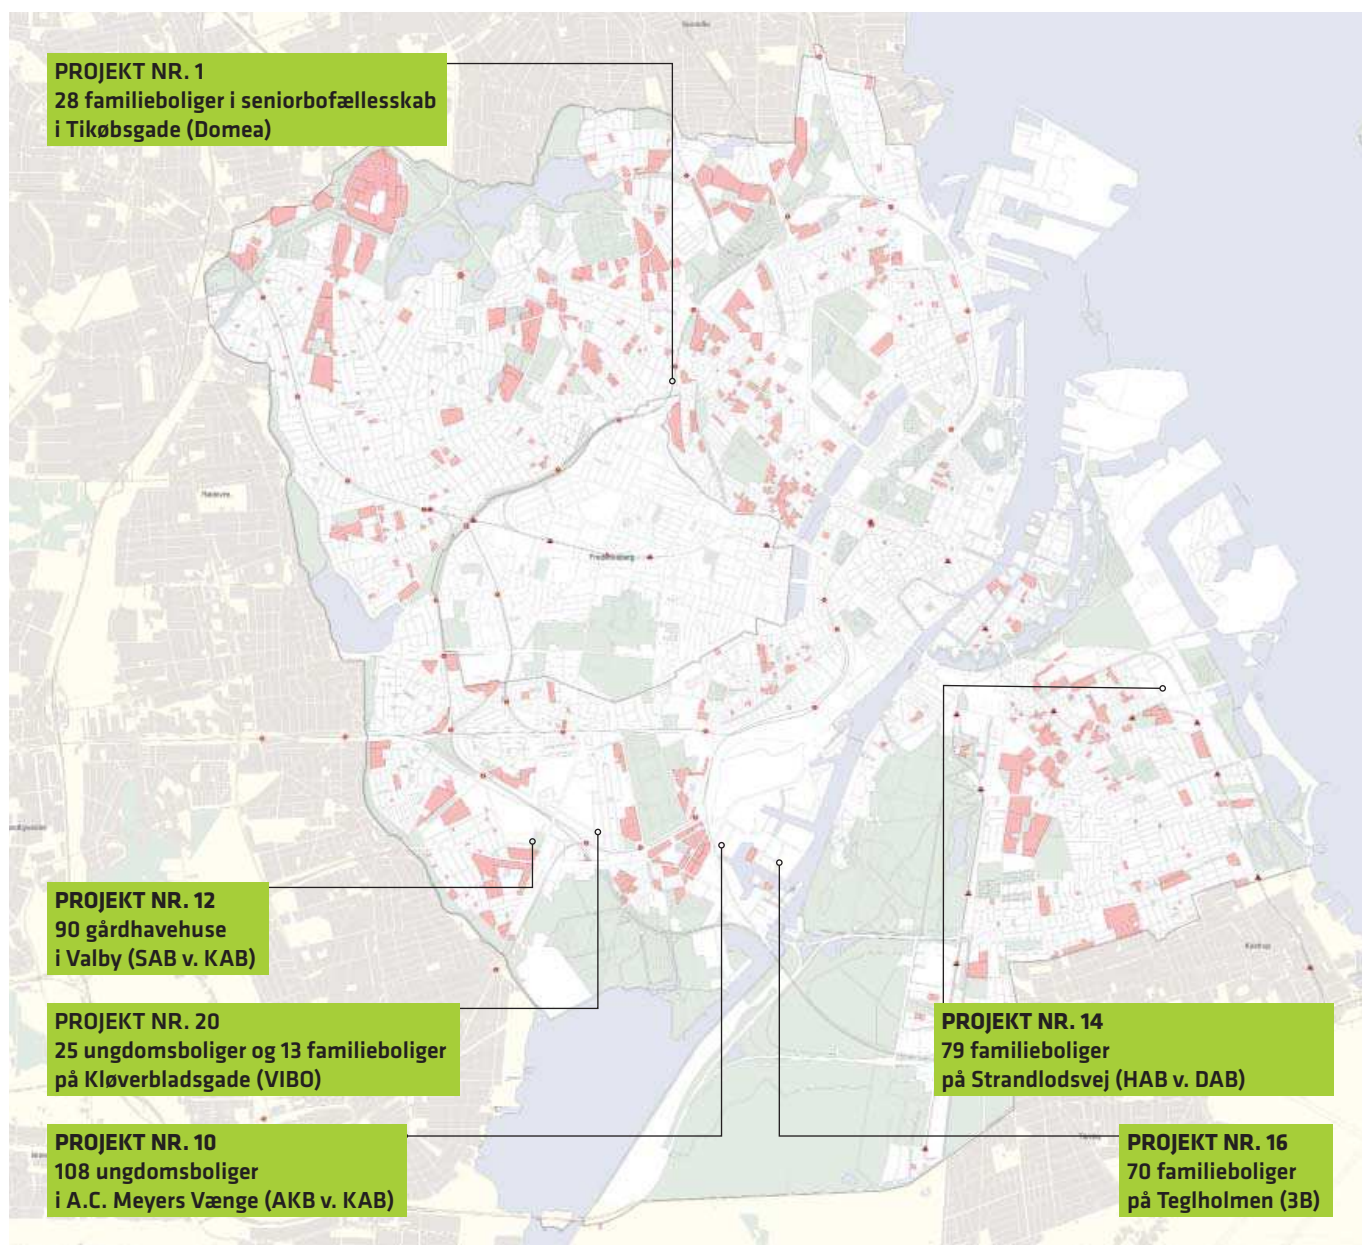 PROJEKT NR. 1
28 familieboliger i seniorbofællesskab
i Tikøbsgade (Domea)
Frederiksberg
PROJEKT NR. 12
90 gårdhavehuse
i Valby (SAB v. KAB)
PROJEKT NR. 20
25 ungdomsboliger og 13 familieboliger
på Kløverbladsgade (VIBO)
PROJEKT NR. 10
108 ungdomsboliger
i A.C. Meyers Vænge (AKB v. KAB)
Kastrup
PROJEKT NR. 14
79 familieboliger
på Strandlodsvej (HAB v. DAB)
PROJEKT NR. 16
70 familieboliger
på Teglholmen (3B)